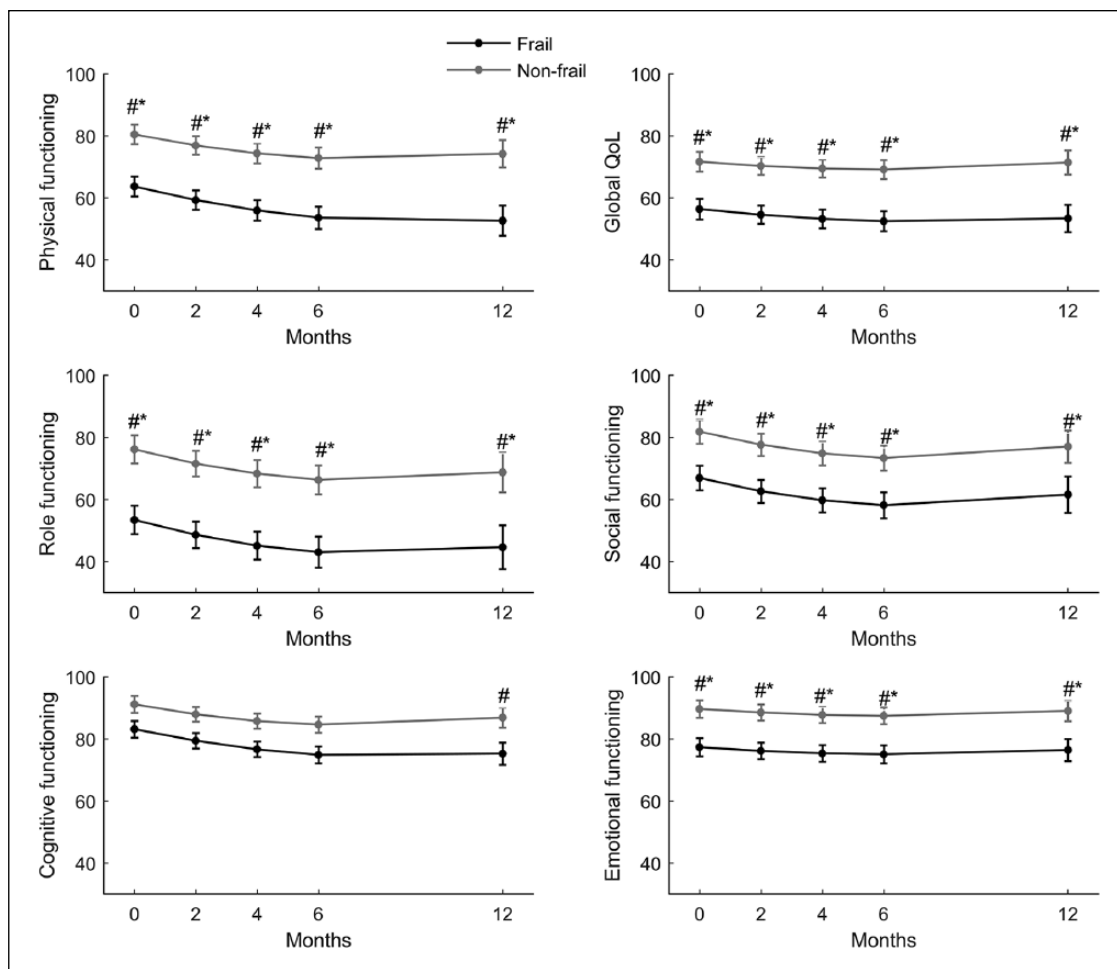 Frail
Non-frail
100
80
60
40
Physical functioning
#* #* #* #* #*
0 2 4 6 12
Months
100
80
60
40
Global QoL
#* #* #* #* #*
0 2 4 6 12
Months
100
80
60
40
Role functioning
#* #* #* #* #*
0 2 4 6 12
Months
100
80
60
40
Social functioning
#* #* #* #* #*
0 2 4 6 12
Months
100
80
60
40
Cognitive functioning
#
0 2 4 6 12
Months
100
80
60
40
Emotional functioning
#* #* #* #* #*
0 2 4 6 12
Months